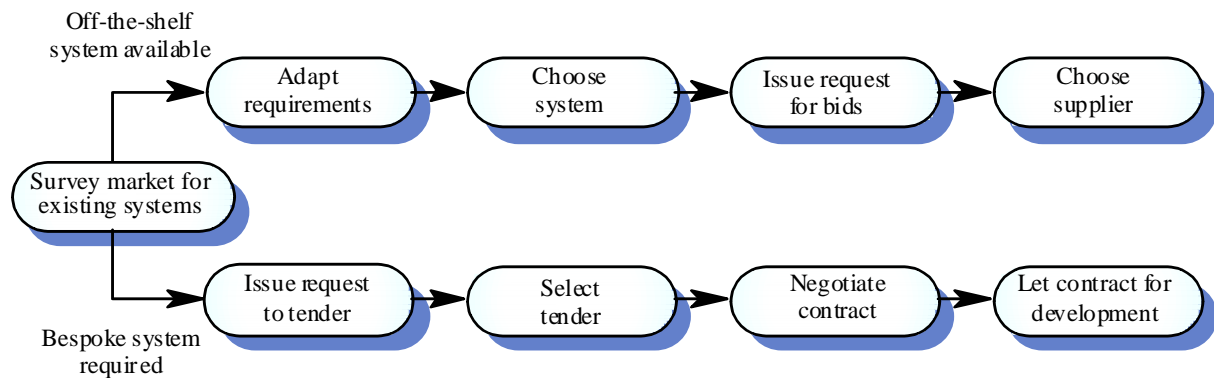 Off-the-shelf
system available
Adapt
requirements
Choose
system
Issue request
for bids
Choose
supplier
Survey market for
existing systems
Issue request
to tender
Select
tender
Negotiate
contract
Let contract for
development
Bespoke system
required